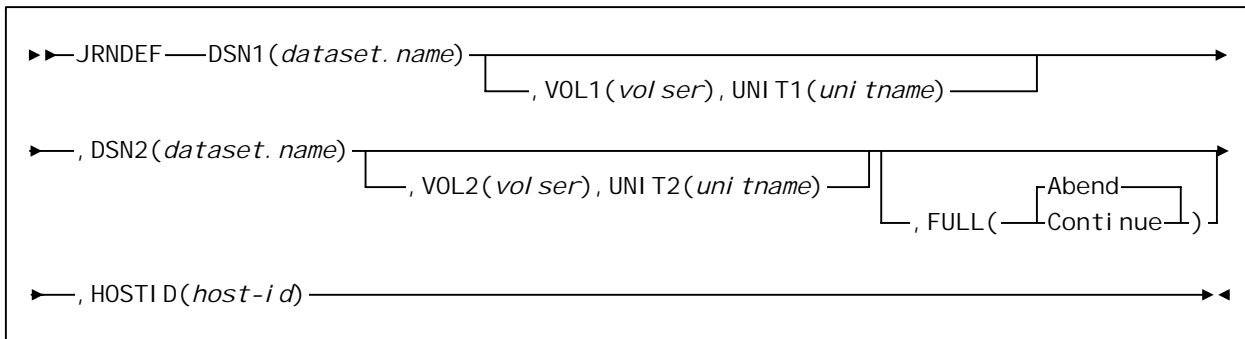 JRNDEF DSN1(dataset.name)
,VOL1(volser),UNIT1(unitname)
,DSN2(dataset.name)
,VOL2(volser),UNIT2(unitname)
Abend
,FULL( Continue )
,HOSTID(host-id)